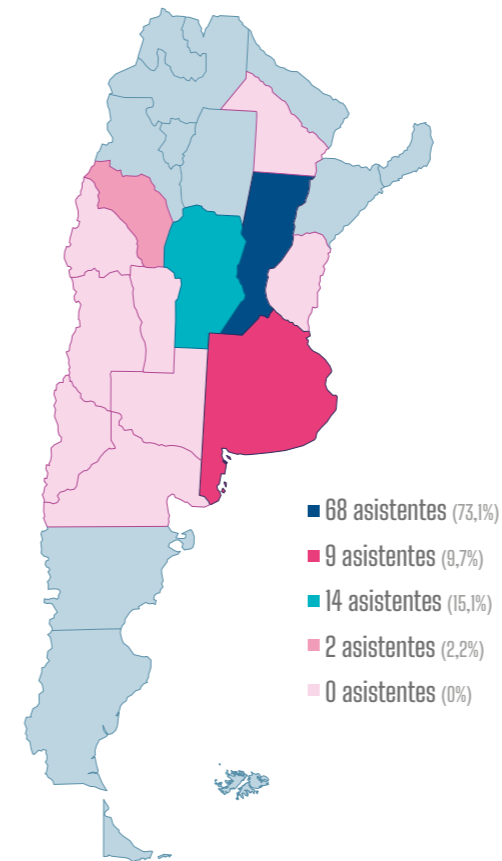 68 asistentes (73,1%)
9 asistentes (9,7%)
14 asistentes (15,1%)
2 asistentes (2,2%)
0 asistentes (0%)